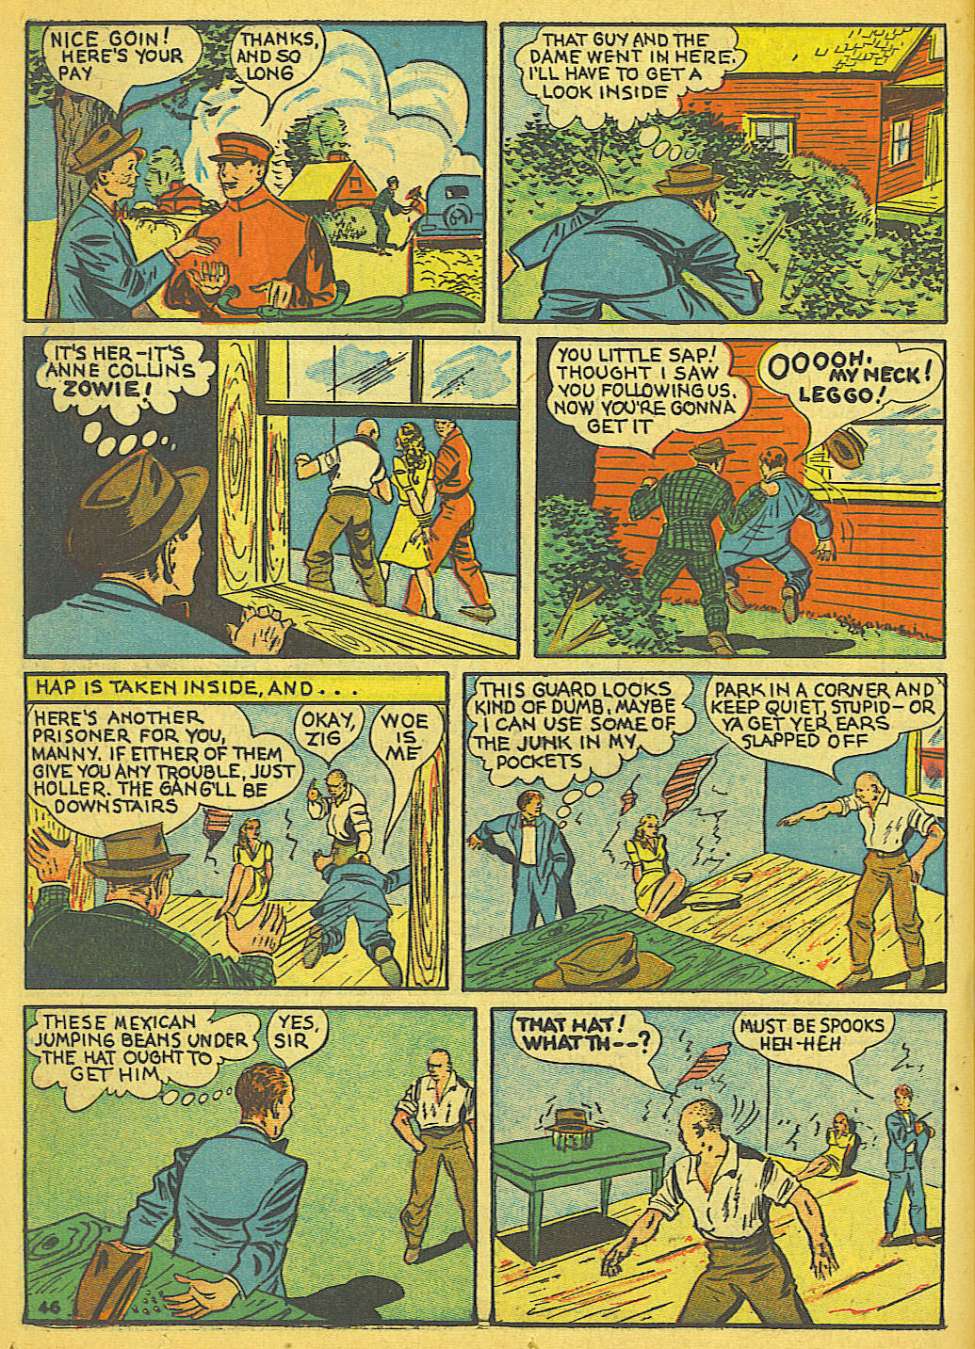 NICE GOIN!
HERE'S YOUR
PAY
THANKS,
AND SO
LONG
THAT GUY AND THE
DAME WENT IN HERE.
I'LL HAVE TO GET A
LOOK INSIDE
IT'S HER-IT'S
ANNE COLLINS
ZOWIE!
YOU LITTLE SAP!
THOUGHT I SAW
YOU FOLLOWING US.
NOW YOU'RE GONNA
GET IT
OOOOH,
MY NECK!
LEGGO!
HAP IS TAKEN INSIDE, AND...
HERE'S ANOTHER
PRISONER FOR YOU,
MANNY. IF EITHER OF THEM
GIVE YOU ANY TROUBLE, JUST
HOLLER. THE GANG'LL BE
DOWNSTAIRS
OKAY,
ZIG
WOE
IS
ME
THIS GUARD LOOKS
KIND OF DUMB, MAYBE
I CAN USE SOME OF
THE JUNK IN MY
POCKETS
PARK IN A CORNER AND
KEEP QUIET, STUPID-OR
YA GET YER EARS
SLAPPED OFF
THESE MEXICAN
JUMPING BEANS UNDER
THE HAT OUGHT TO
GET HIM
YES,
SIR
THAT HAT!
WHAT TH---?
MUST BE SPOOKS
HEH-HEH
46